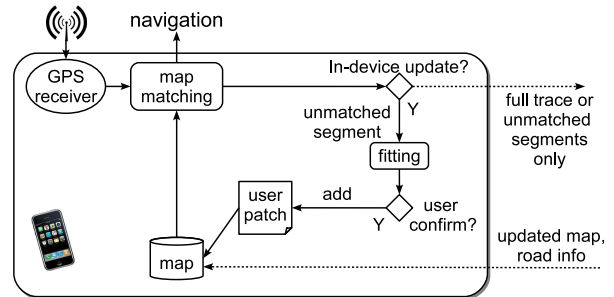 navigation
GPS
receiver
map
matching
In-device update?
Y
unmatched
segment
full trace or
unmatched
segments
only
fitting
user
patch
add
Y
user
confirm?
map
updated map,
road info